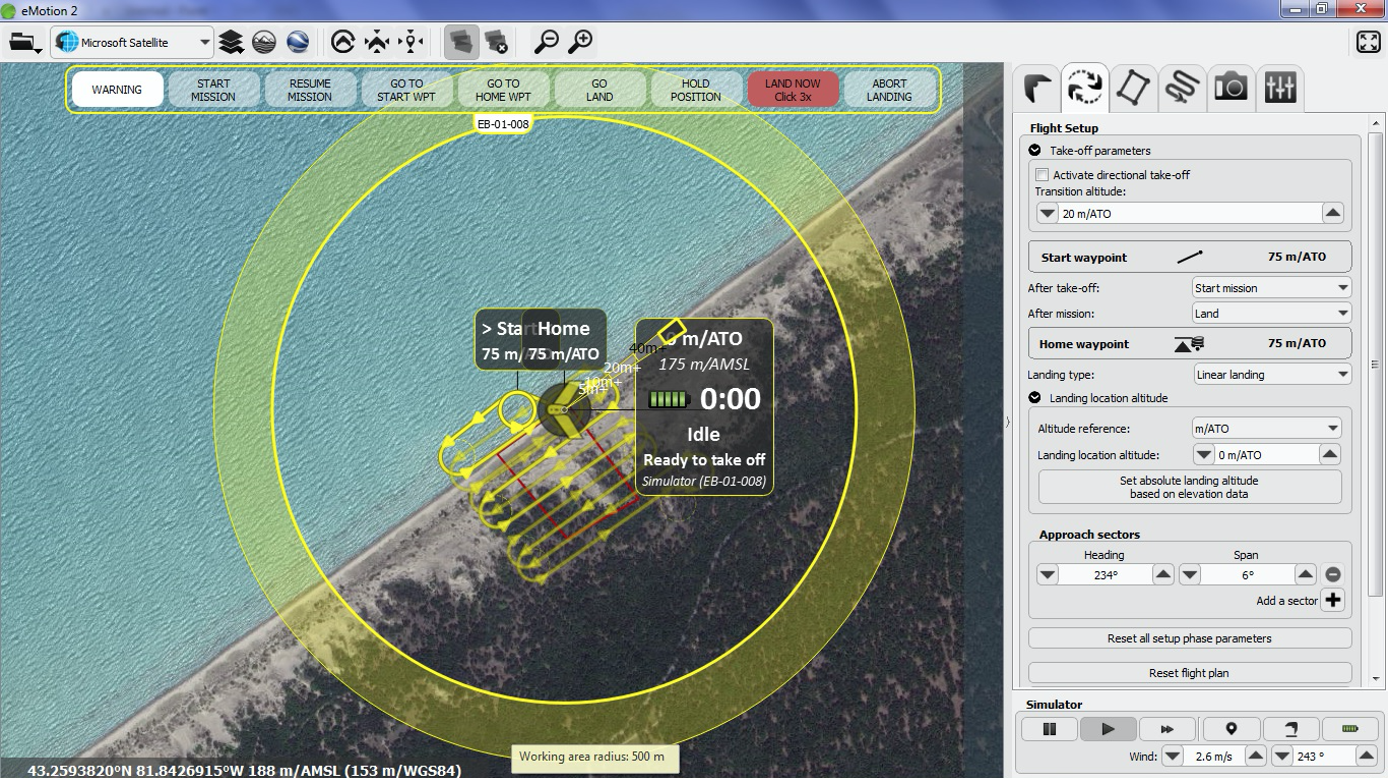 eMotion 2
Microsoft Satellite
WARNING
START
MISSION
RESUME
MISSION
GO TO
START WPT
GO TO
HOME WPT
GO
LAND
HOLD
POSITION
LAND NOW
Click 3x
ABORT
LANDING
EB-01-008
> Start
75 m/
Home
75 m/ATO
40m+
20m+
10m+
5m+
0 m/ATO
175 m/AMSL
0:00
Idle
Ready to take off
Simulator (EB-01-008)
Working area radius: 500 m
43.2593820°N 81.8426915°W 188 m/AMSL (153 m/WGS84)
Flight Setup
Take-off parameters
Activate directional take-off
Transition altitude:
20 m/ATO
Start waypoint 75 m/ATO
After take-off: Start mission
After mission: Land
Home waypoint 75 m/ATO
Landing type: Linear landing
Landing location altitude
Altitude reference: m/ATO
Landing location altitude: 0 m/ATO
Set absolute landing altitude
based on elevation data
Approach sectors
Heading Span
234° 6°
Add a sector
Reset all setup phase parameters
Reset flight plan
Simulator
Wind: 2.6 m/s 243 °